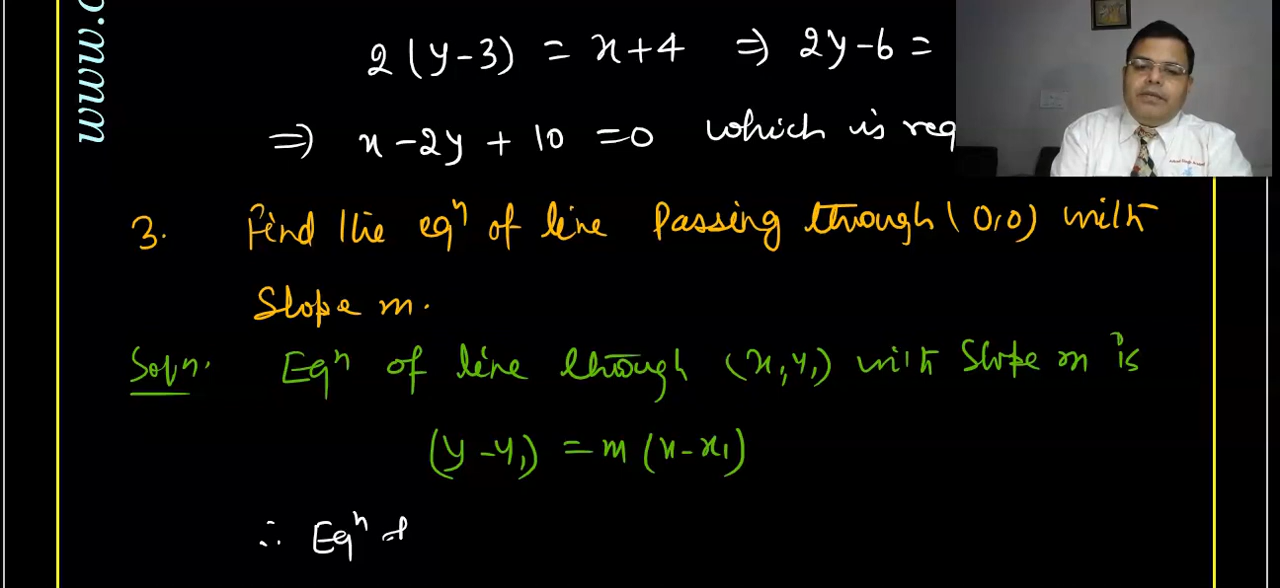 www.
2(y-3) = x+4 ⇒ 2y-6 =
⇒ x-2y+10=0 which is req
3. Find the eqⁿ of line Passing through (0,0) with
Slope m.
Solⁿ. Eqⁿ of line through (x₁,y₁) with Slope m is
(y-y₁) = m(x-x₁)
∴ Eqⁿ of